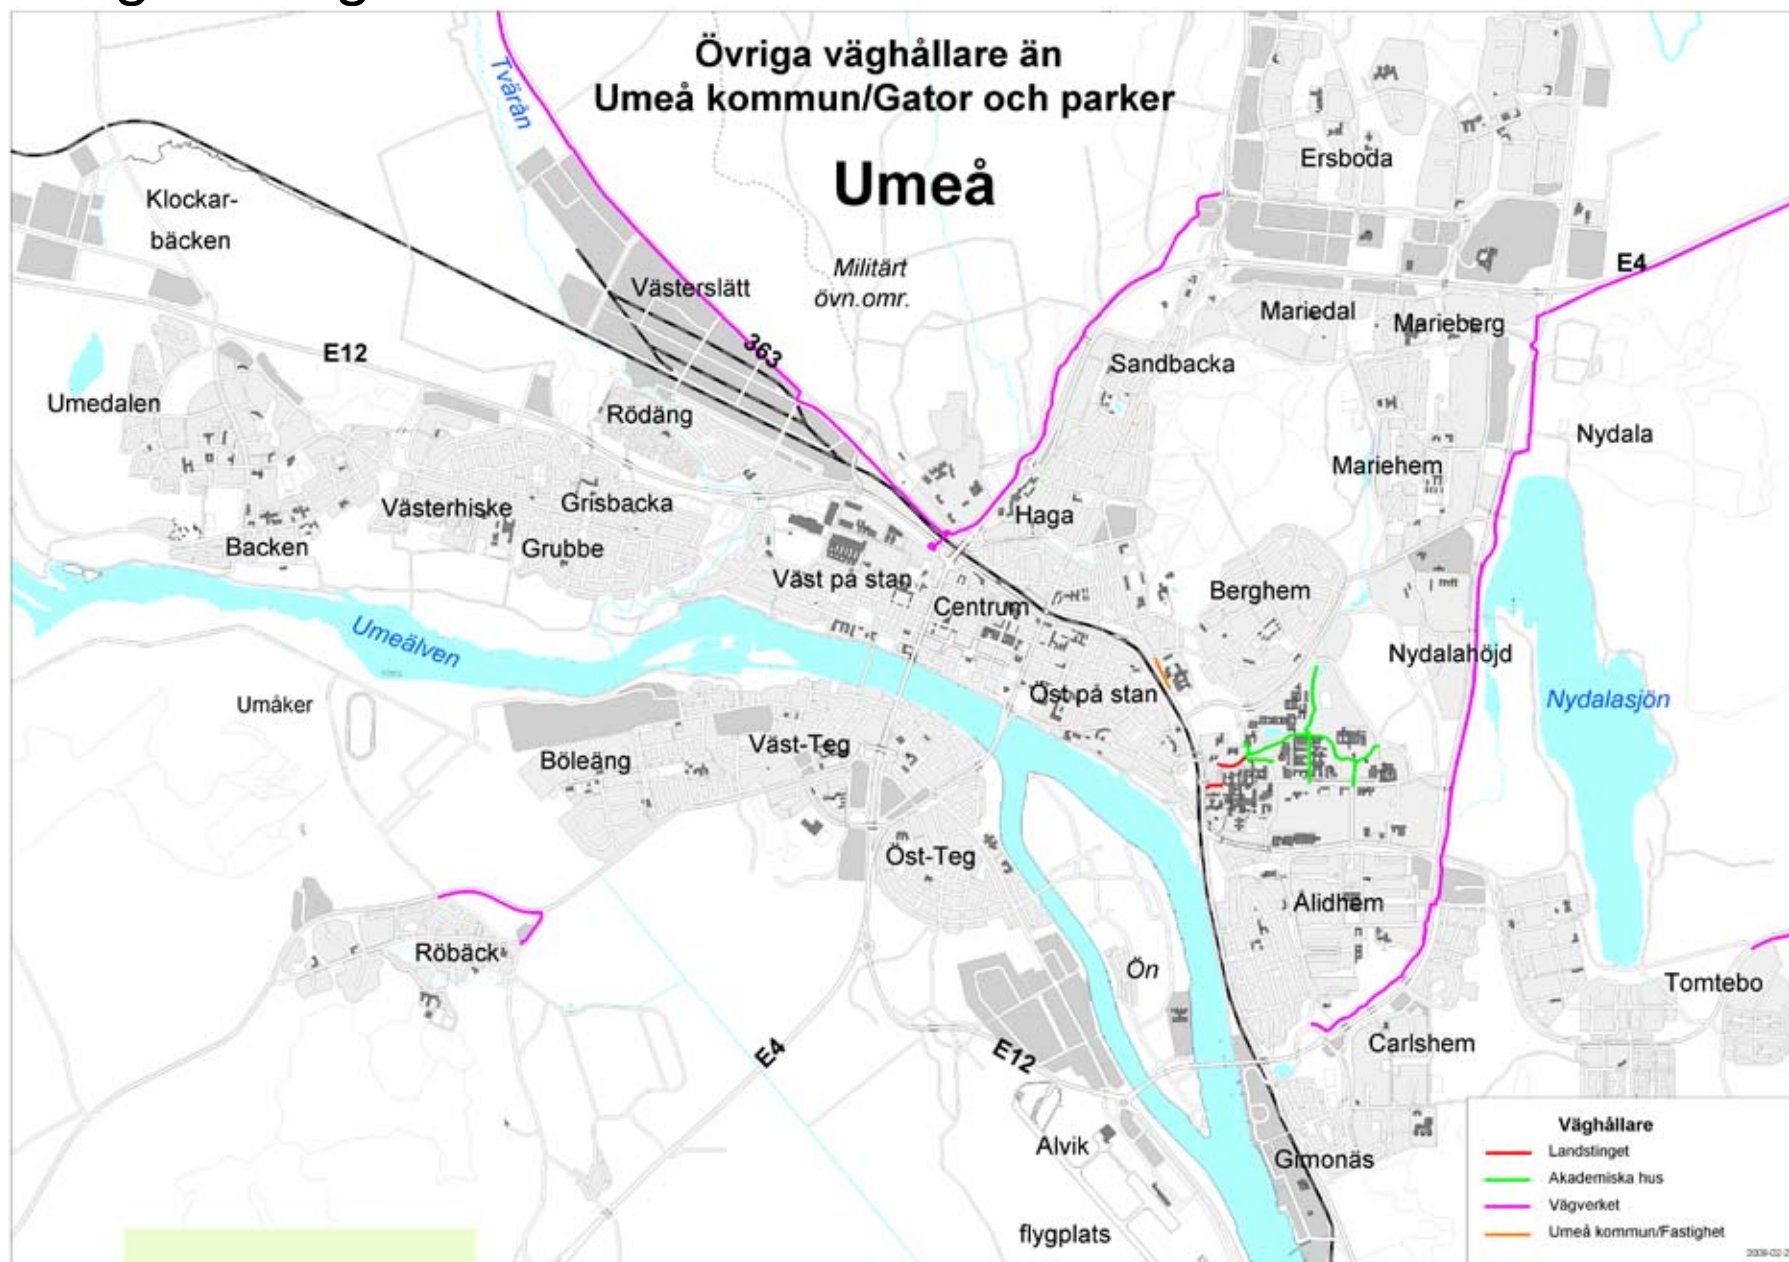 Övriga väghållare än
Umeå kommun/Gator och parker
Umeå
Tvärån
Ersboda
Klockar-
bäcken
Militärt
övn.omr.
E4
Västerslätt
Mariedal
Marieberg
E12
363
Sandbacka
Umedalen
Rödäng
Nydala
Mariehem
Västerhiske
Grisbacka
Haga
Backen
Grubbe
Väst på stan
Centrum
Berghem
Umeälven
Nydalahöjd
Umåker
Öst på stan
Nydalasjön
Böleäng
Väst-Teg
Öst-Teg
Ålidhem
Röbäck
Ön
Tomtebo
E4
E12
Carlshem
Alvik
Gimonäs
flygplats
Väghållare
Landstinget
Akademiska hus
Vägverket
Umeå kommun/Fastighet